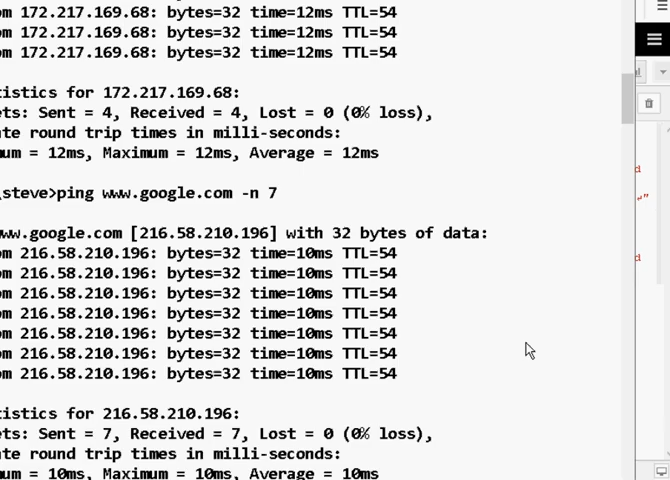 om 172.217.169.68: bytes=32 time=12ms TTL=54
om 172.217.169.68: bytes=32 time=12ms TTL=54
om 172.217.169.68: bytes=32 time=12ms TTL=54
tistics for 172.217.169.68:
ets: Sent = 4, Received = 4, Lost = 0 (0% loss),
te round trip times in milli-seconds:
mum = 12ms, Maximum = 12ms, Average = 12ms
\steve>ping www.google.com -n 7
ww.google.com [216.58.210.196] with 32 bytes of data:
om 216.58.210.196: bytes=32 time=10ms TTL=54
om 216.58.210.196: bytes=32 time=10ms TTL=54
om 216.58.210.196: bytes=32 time=10ms TTL=54
om 216.58.210.196: bytes=32 time=10ms TTL=54
om 216.58.210.196: bytes=32 time=10ms TTL=54
om 216.58.210.196: bytes=32 time=10ms TTL=54
om 216.58.210.196: bytes=32 time=10ms TTL=54
tistics for 216.58.210.196:
ets: Sent = 7, Received = 7, Lost = 0 (0% loss),
te round trip times in milli-seconds:
mum = 10ms, Maximum = 10ms, Average = 10ms